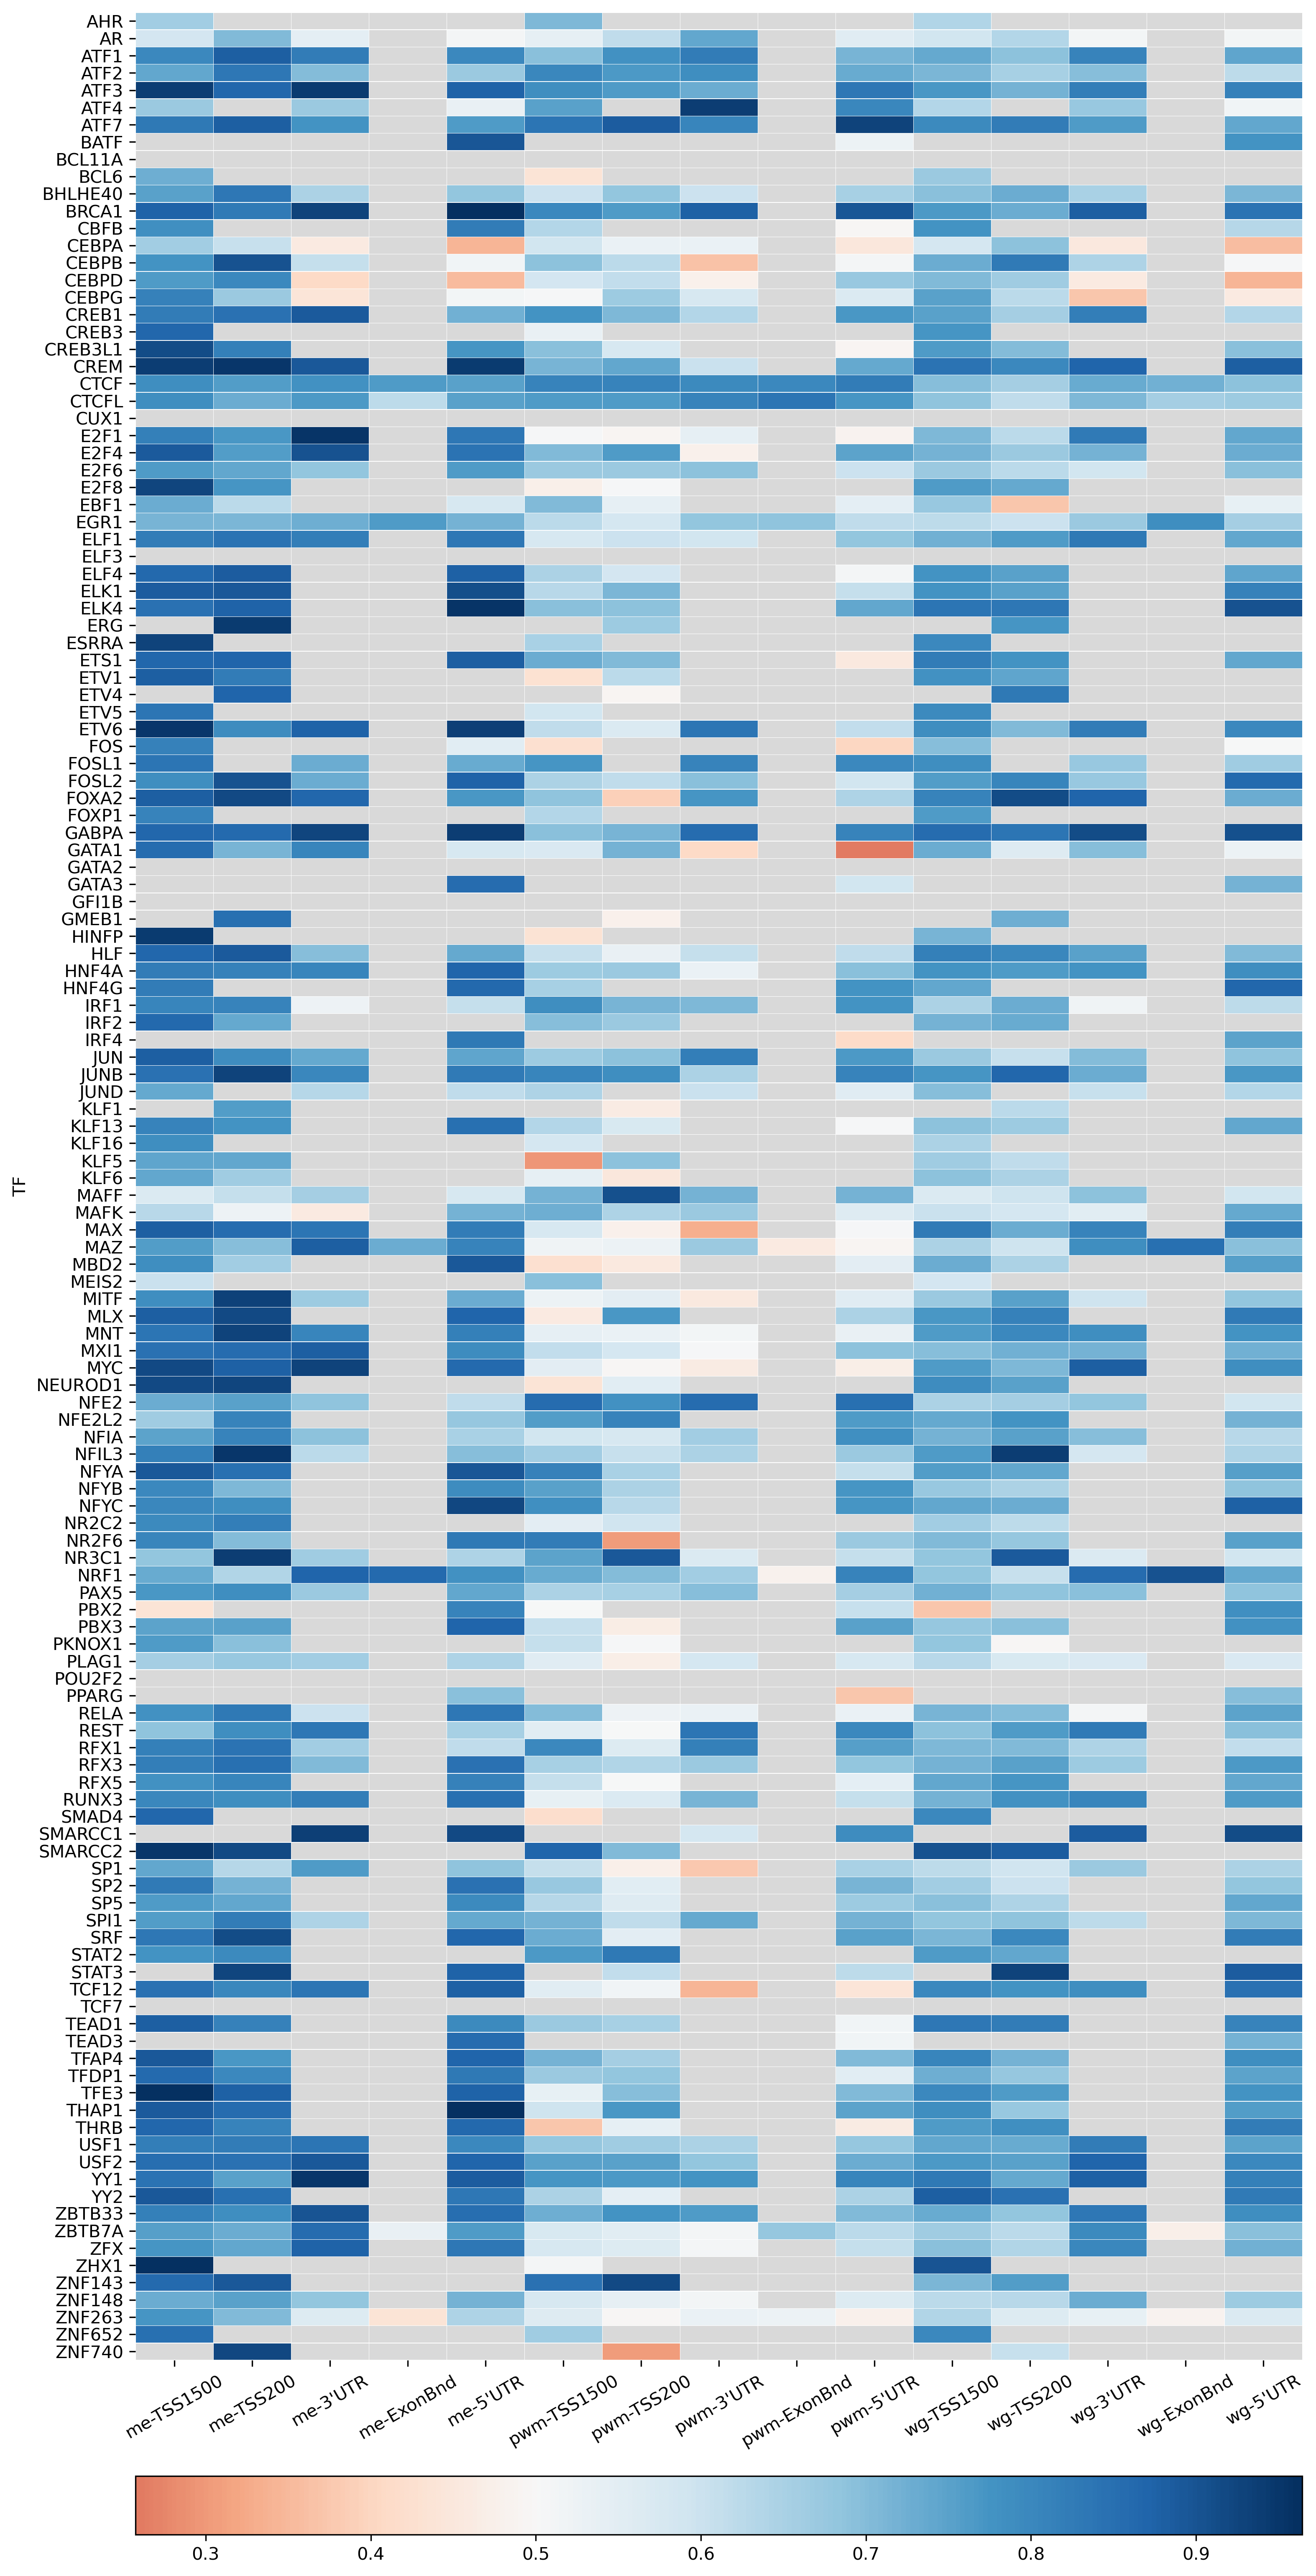 AHR
AR
ATF1
ATF2
ATF3
ATF4
ATF7
BATF
BCL11A
BCL6
BHLHE40
BRCA1
CBFB
CEBPA
CEBPB
CEBPD
CEBPG
CREB1
CREB3
CREB3L1
CREM
CTCF
CTCFL
CUX1
E2F1
E2F4
E2F6
E2F8
EBF1
EGR1
ELF1
ELF3
ELF4
ELK1
ELK4
ERG
ESRRA
ETS1
ETV1
ETV4
ETV5
ETV6
FOS
FOSL1
FOSL2
FOXA2
FOXP1
GABPA
GATA1
GATA2
GATA3
GFI1B
GMEB1
HINFP
HLF
HNF4A
HNF4G
IRF1
IRF2
IRF4
JUN
JUNB
JUND
KLF1
KLF13
KLF16
KLF5
KLF6
MAFF
MAFK
MAX
MAZ
MBD2
MEIS2
MITF
MLX
MNT
MXI1
MYC
NEUROD1
NFE2
NFE2L2
NFIA
NFIL3
NFYA
NFYB
NFYC
NR2C2
NR2F6
NR3C1
NRF1
PAX5
PBX2
PBX3
PKNOX1
PLAG1
POU2F2
PPARG
RELA
REST
RFX1
RFX3
RFX5
RUNX3
SMAD4
SMARCC1
SMARCC2
SP1
SP2
SP5
SPI1
SRF
STAT2
STAT3
TCF12
TCF7
TEAD1
TEAD3
TFAP4
TFDP1
TFE3
THAP1
THRB
USF1
USF2
YY1
YY2
ZBTB33
ZBTB7A
ZFX
ZHX1
ZNF143
ZNF148
ZNF263
ZNF652
ZNF740
TF
me-TSS1500
me-TSS200
me-3'UTR
me-ExonBnd
me-5'UTR
pwm-TSS1500
pwm-TSS200
pwm-3'UTR
pwm-ExonBnd
pwm-5'UTR
wg-TSS1500
wg-TSS200
wg-3'UTR
wg-ExonBnd
wg-5'UTR
0.3 0.4 0.5 0.6 0.7 0.8 0.9